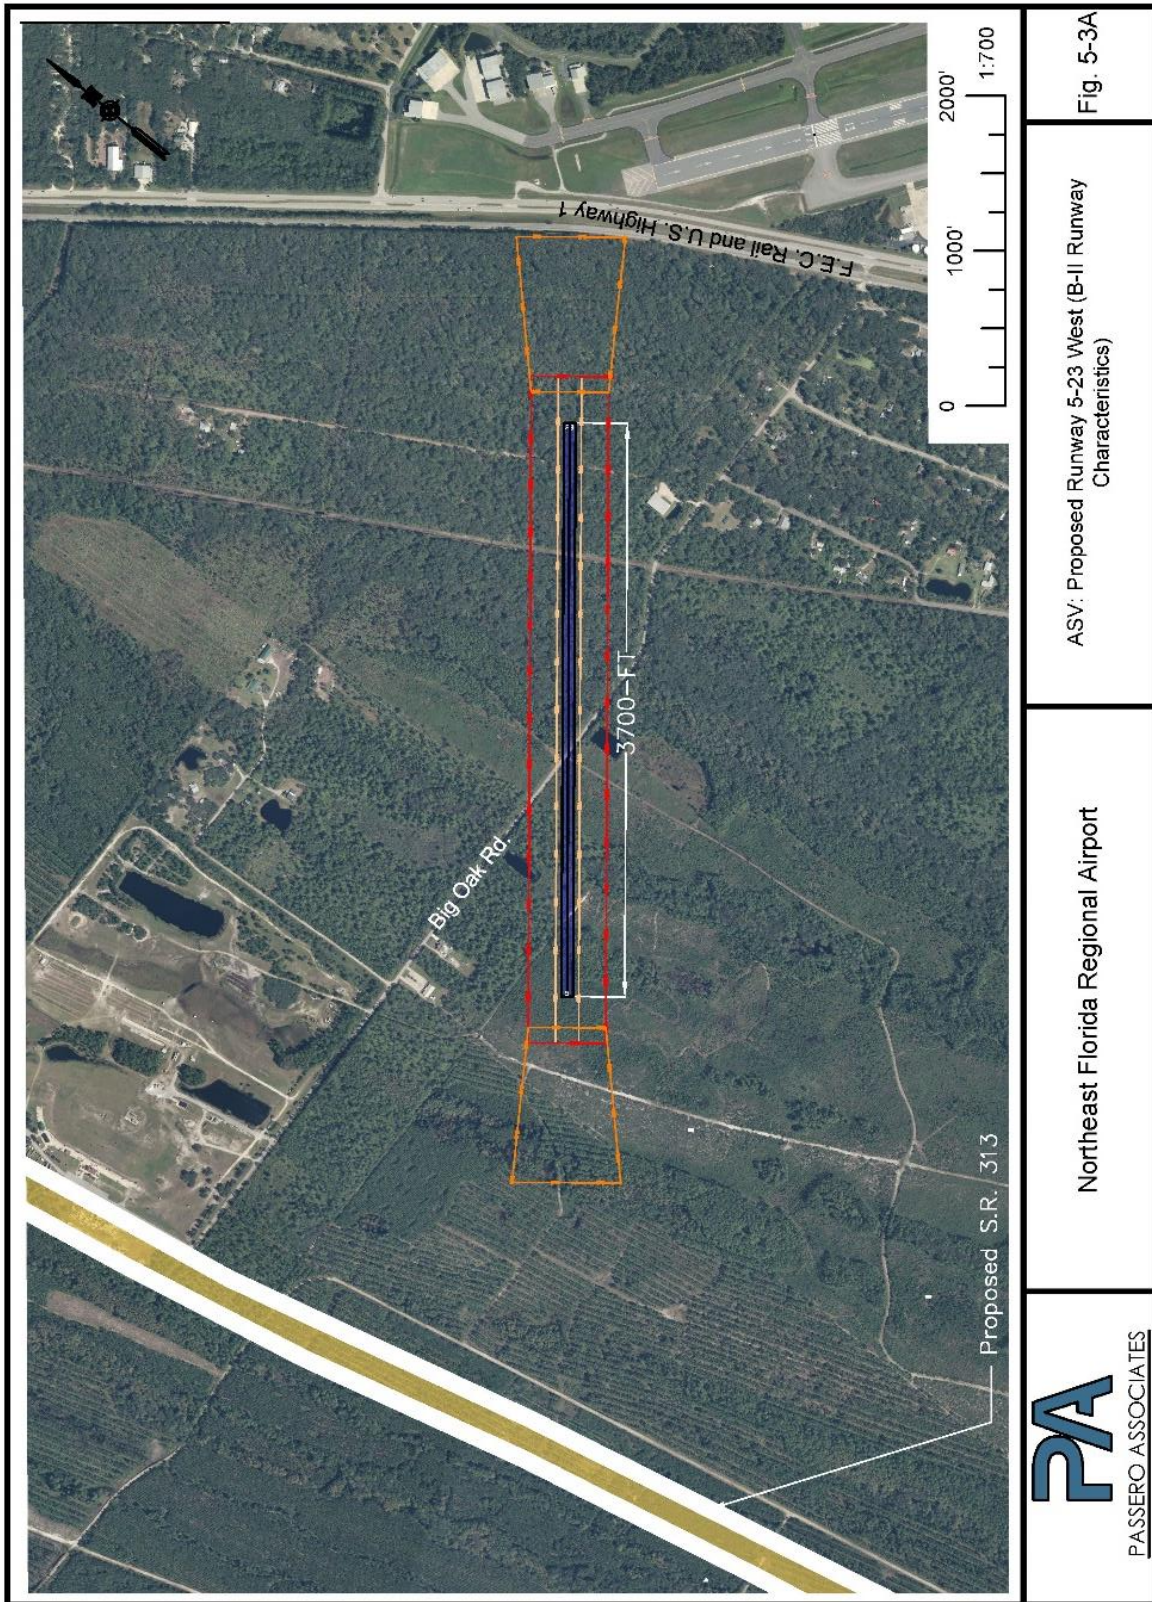 F.E.C. Rail and U.S. Highway 1
Big Oak Rd.
3700-FT
Proposed S.R. 313
0
1000'
2000'
1:700
PA
PASSERO ASSOCIATES
Northeast Florida Regional Airport
ASV: Proposed Runway 5-23 West (B-II Runway
Characteristics)
Fig. 5-3A